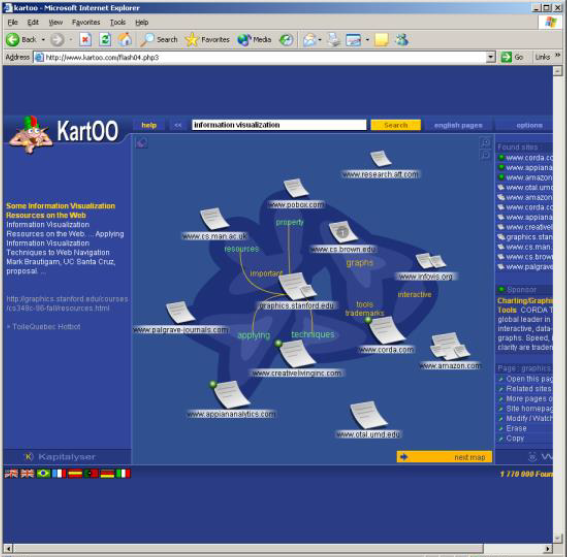 kartoo - Microsoft Internet Explorer
File Edit View Favorites Tools Help
Back Search Favorites Media
Address http://www.kartoo.com/flash04.php3 Go Links »
KartOO
help << information visualization Search english pages options
www.research.att.com
www.pobox.com
property
www.cs.man.ac.uk
www.cs.brown.edu
resources
graphs
www.infovis.org
important
interactive
graphics.stanford.edu
tools
trademarks
www.palgrave-journals.com
applying
techniques
www.corda.com
www.amazon.com
www.creativelivinginc.com
www.appiananalytics.com
www.otal.umd.edu
next map
Some Information Visualization
Resources on the Web
Information Visualization
Resources on the Web. ... Applying
Information Visualization
Techniques to Web Navigation
Mark Brautigam, UC Santa Cruz,
proposal. ...
http://graphics.stanford.edu/courses
/cs348c-96-fall/resources.html
» ToileQuebec Hotbot
Kapitalyser
Found sites
www.corda.co
www.appiana
www.amazon
www.otal.umd
www.amazon.
www.corda.co
www.appiana
www.creative
graphics.stan
www.cs.man.
www.cs.brow
www.palgrav
Sponsor
Charting/Graphi
Tools CORDA T
global leader in
interactive, data-
graphs. Speed, i
clarity are traden
Page : graphics
Open this pag
Related sites
More pages o
Site homepag
Modify / Watch
Erase
Copy
W
1 770 000 Foun